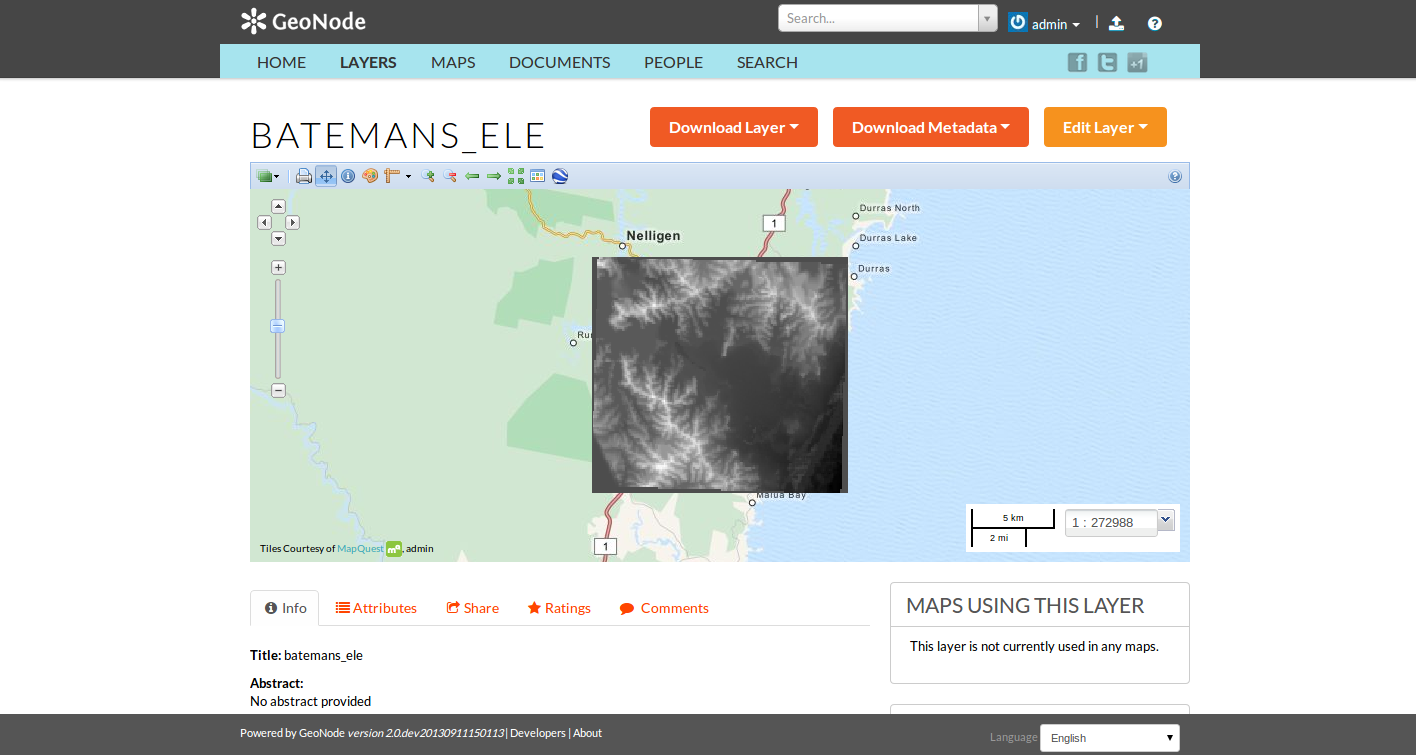 GeoNode
Search...
admin
HOME LAYERS MAPS DOCUMENTS PEOPLE SEARCH
f t +1
BATEMANS_ELE
Download Layer
Download Metadata
Edit Layer
Durras North
1
Nelligen
Durras Lake
Durras
Ru
Malua Bay
5 km
2 mi
1 : 272988
1
Tiles Courtesy of MapQuest, admin
Info Attributes Share Ratings Comments
MAPS USING THIS LAYER
This layer is not currently used in any maps.
Title: batemans_ele
Abstract:
No abstract provided
Powered by GeoNode version 2.0.dev20130911150113 | Developers | About
Language English